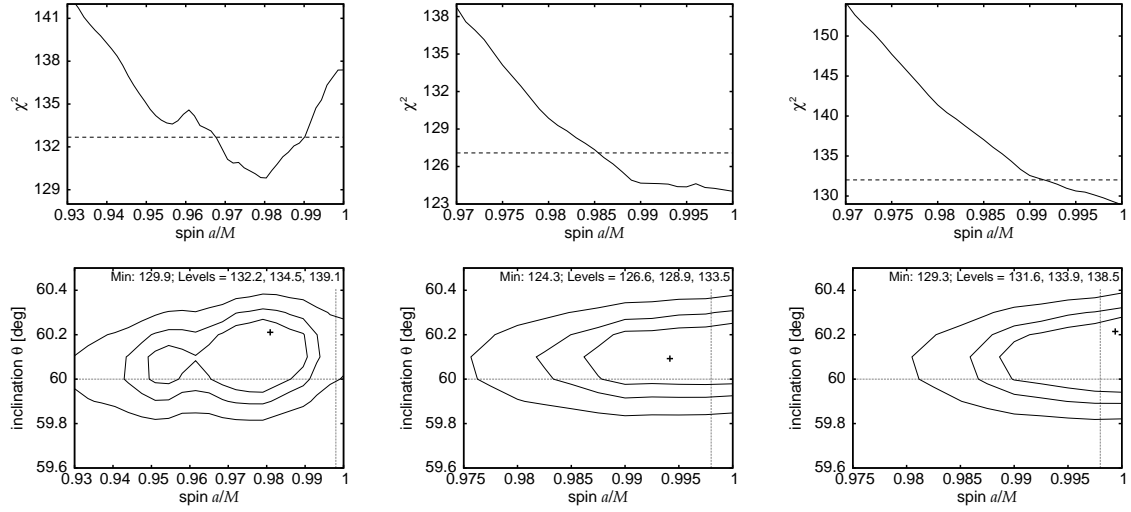 141
138
135
132
129
χ²
0.93 0.94 0.95 0.96 0.97 0.98 0.99 1
spin a/M
138
135
132
129
126
123
χ²
0.97 0.975 0.98 0.985 0.99 0.995 1
spin a/M
150
145
140
135
130
χ²
0.97 0.975 0.98 0.985 0.99 0.995 1
spin a/M
Min: 129.9; Levels = 132.2, 134.5, 139.1
60.4
60.2
60
59.8
59.6
inclination θ [deg]
0.93 0.94 0.95 0.96 0.97 0.98 0.99 1
spin a/M
Min: 124.3; Levels = 126.6, 128.9, 133.5
60.4
60.2
60
59.8
59.6
inclination θ [deg]
0.975 0.98 0.985 0.99 0.995 1
spin a/M
Min: 129.3; Levels = 131.6, 133.9, 138.5
60.4
60.2
60
59.8
59.6
inclination θ [deg]
0.975 0.98 0.985 0.99 0.995 1
spin a/M